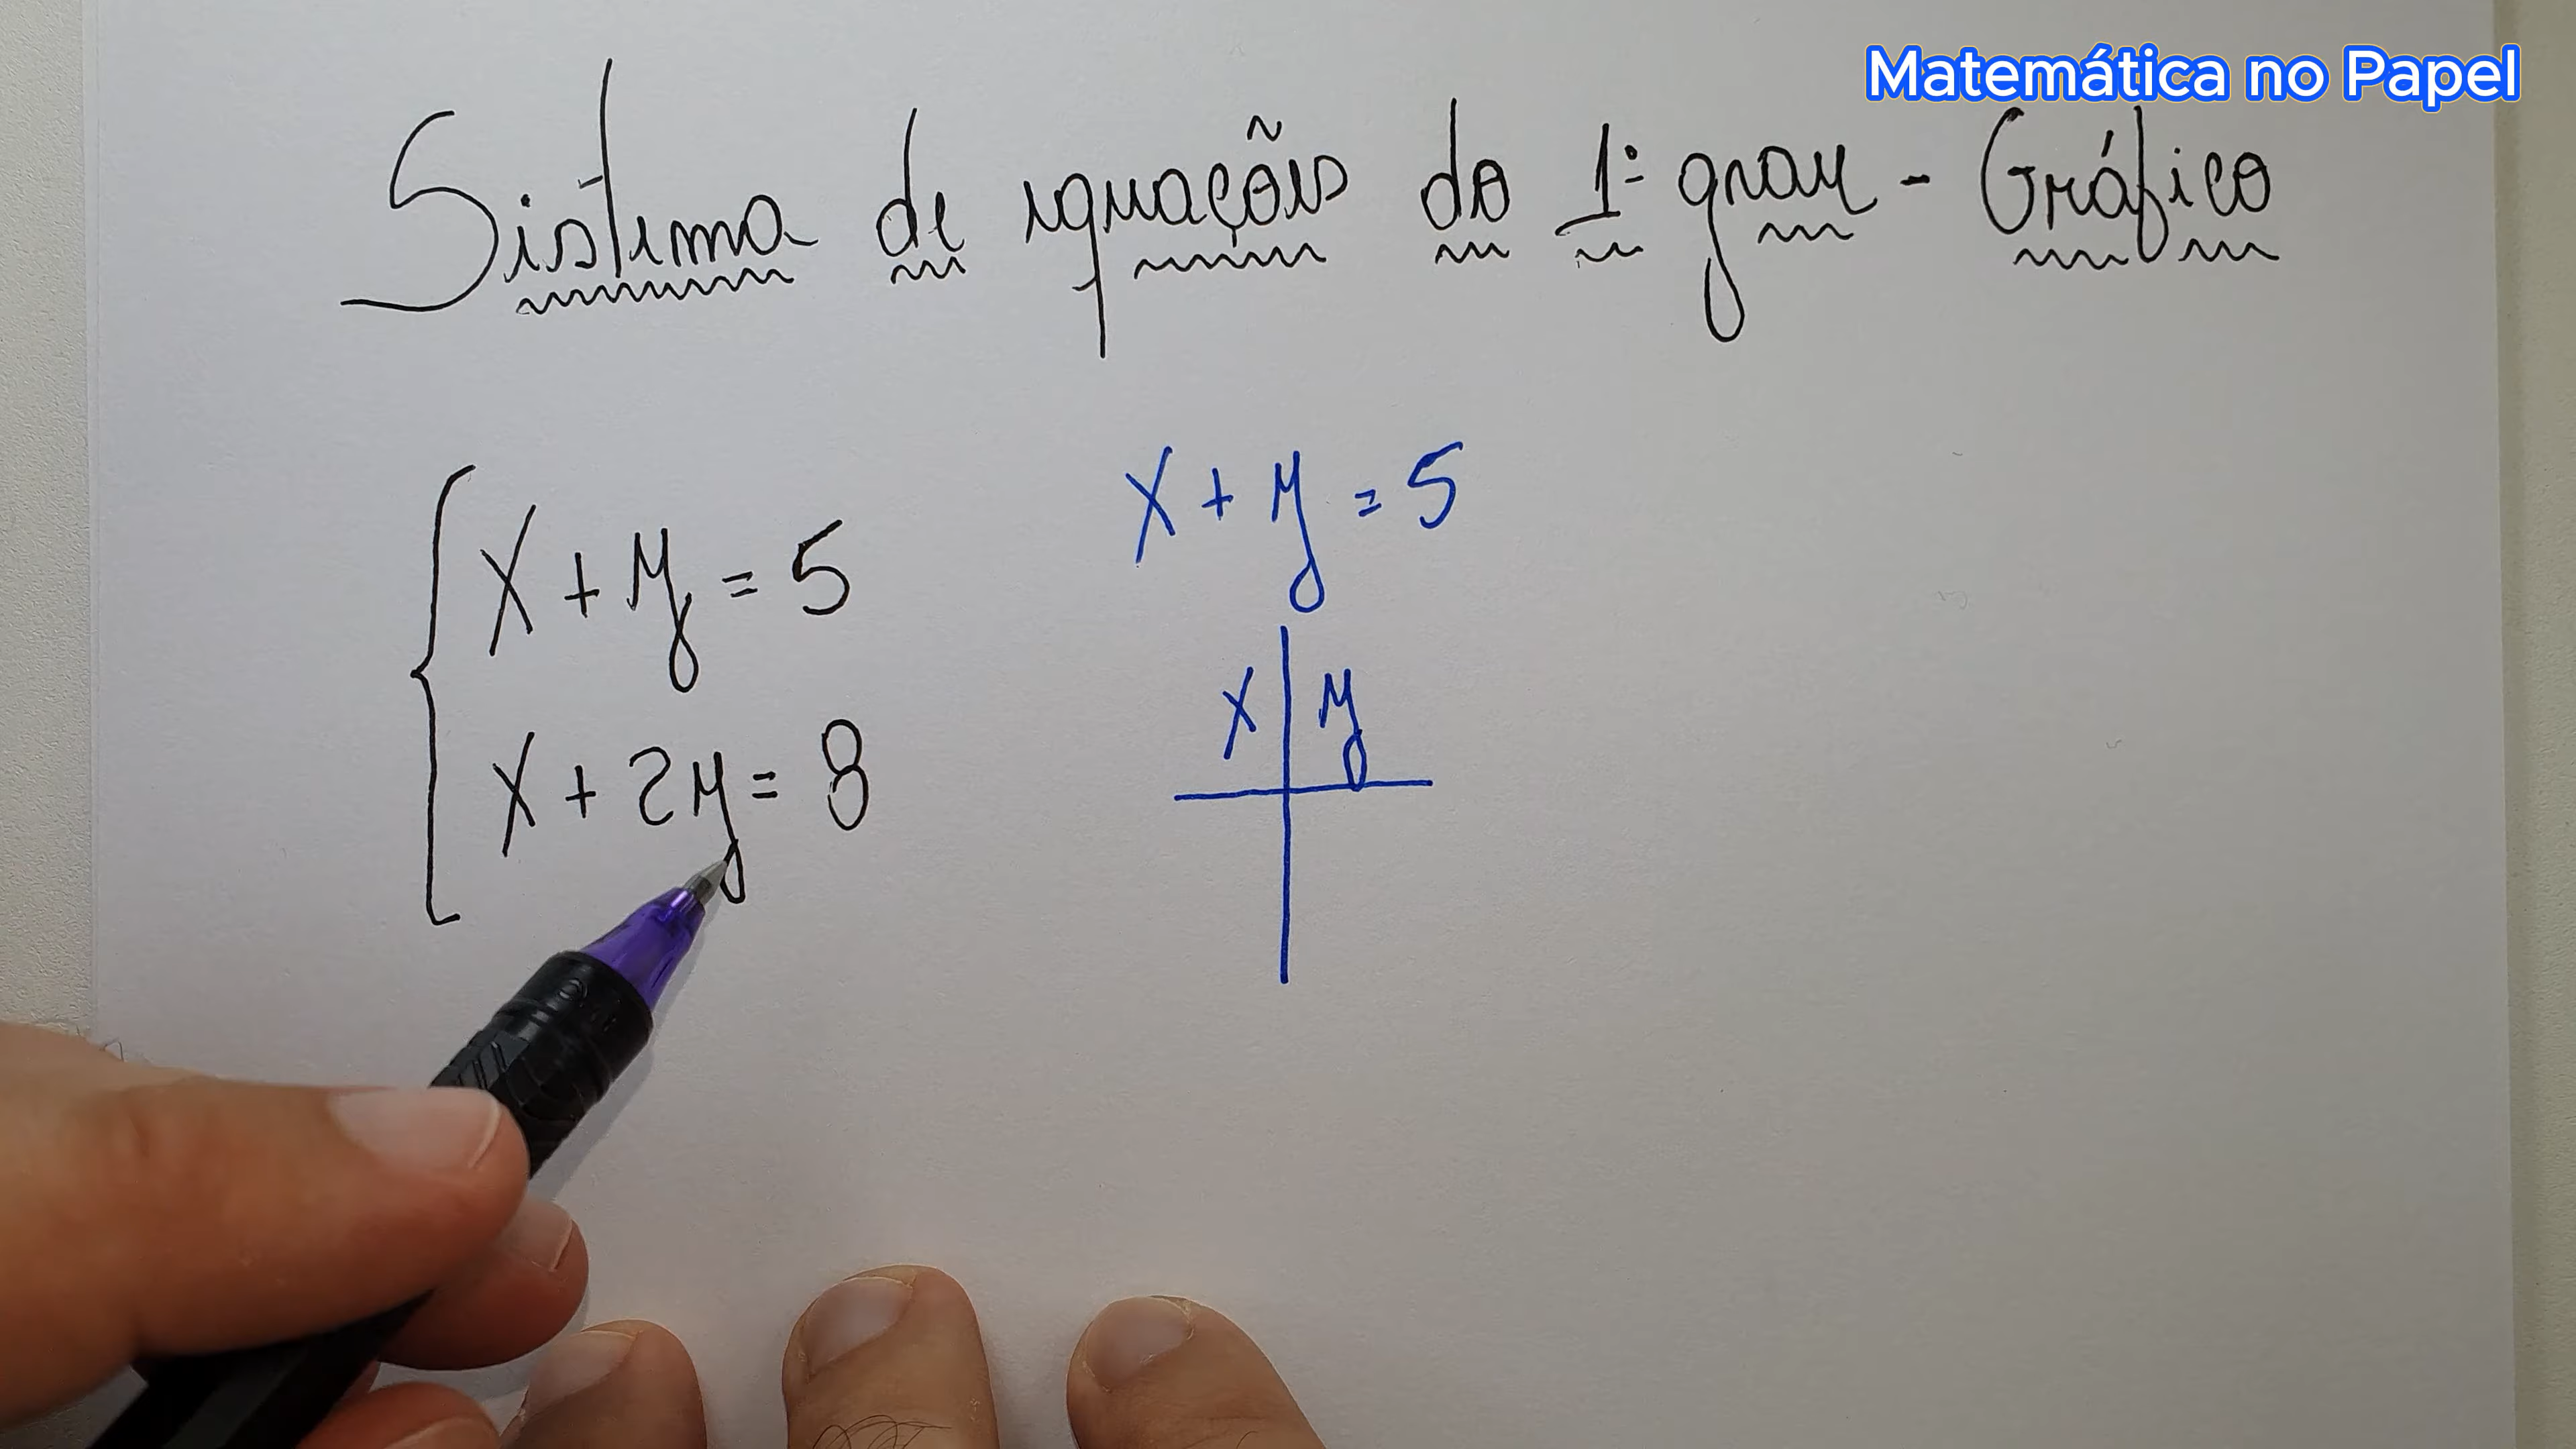 Matemática no Papel
Sistema de equações do 1º grau - Gráfico
x + y = 5
x + 2y = 8
x + y = 5
x y